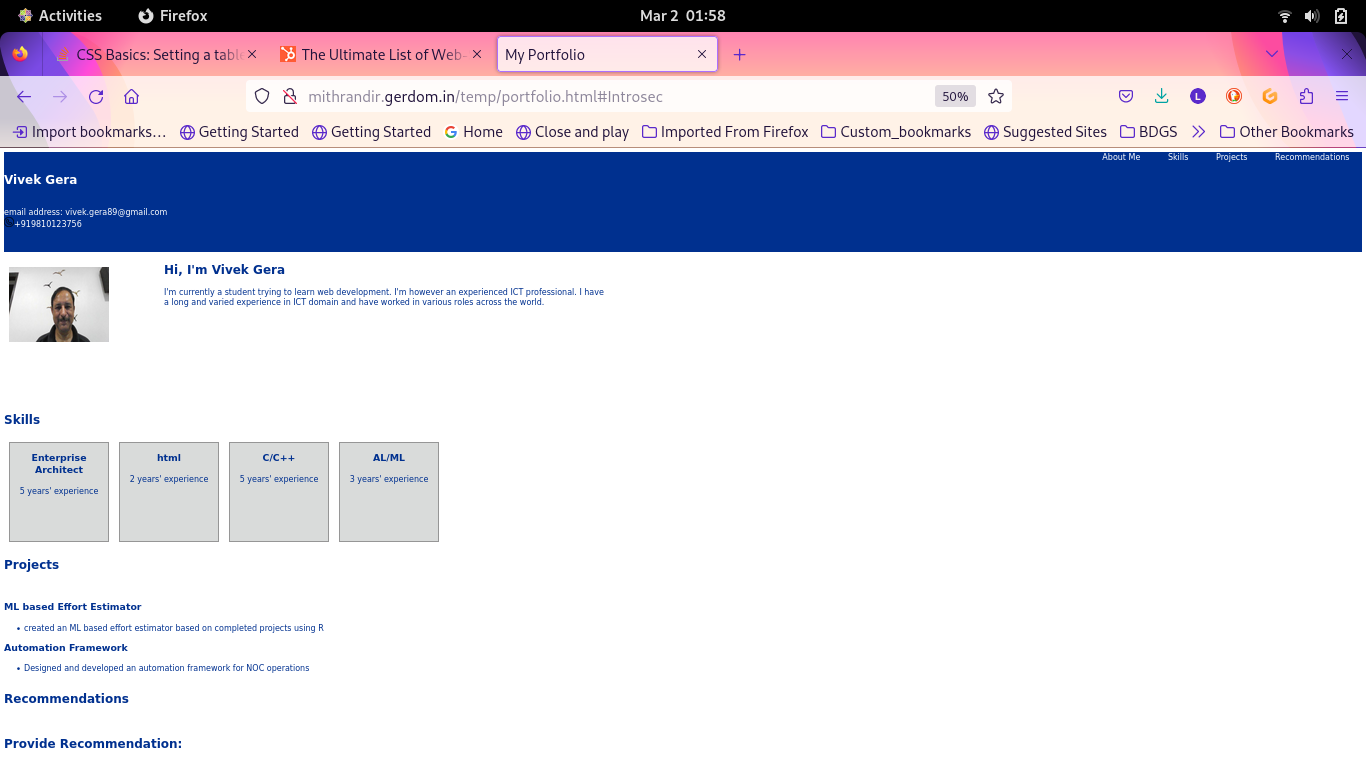 Activities
Firefox
Mar 2 01:58
CSS Basics: Setting a table
The Ultimate List of Web-
My Portfolio
mithrandir.gerdom.in/temp/portfolio.html#Introsec
50%
L
Import bookmarks…
Getting Started
Getting Started
Home
Close and play
Imported From Firefox
Custom_bookmarks
Suggested Sites
BDGS
Other Bookmarks
About Me
Skills
Projects
Recommendations
Vivek Gera
email address: vivek.gera89@gmail.com
+919810123756
Hi, I'm Vivek Gera
I'm currently a student trying to learn web development. I'm however an experienced ICT professional. I have
a long and varied experience in ICT domain and have worked in various roles across the world.
Skills
Enterprise
Architect
5 years' experience
html
2 years' experience
C/C++
5 years' experience
AL/ML
3 years' experience
Projects
ML based Effort Estimator
• created an ML based effort estimator based on completed projects using R
Automation Framework
• Designed and developed an automation framework for NOC operations
Recommendations
Provide Recommendation: